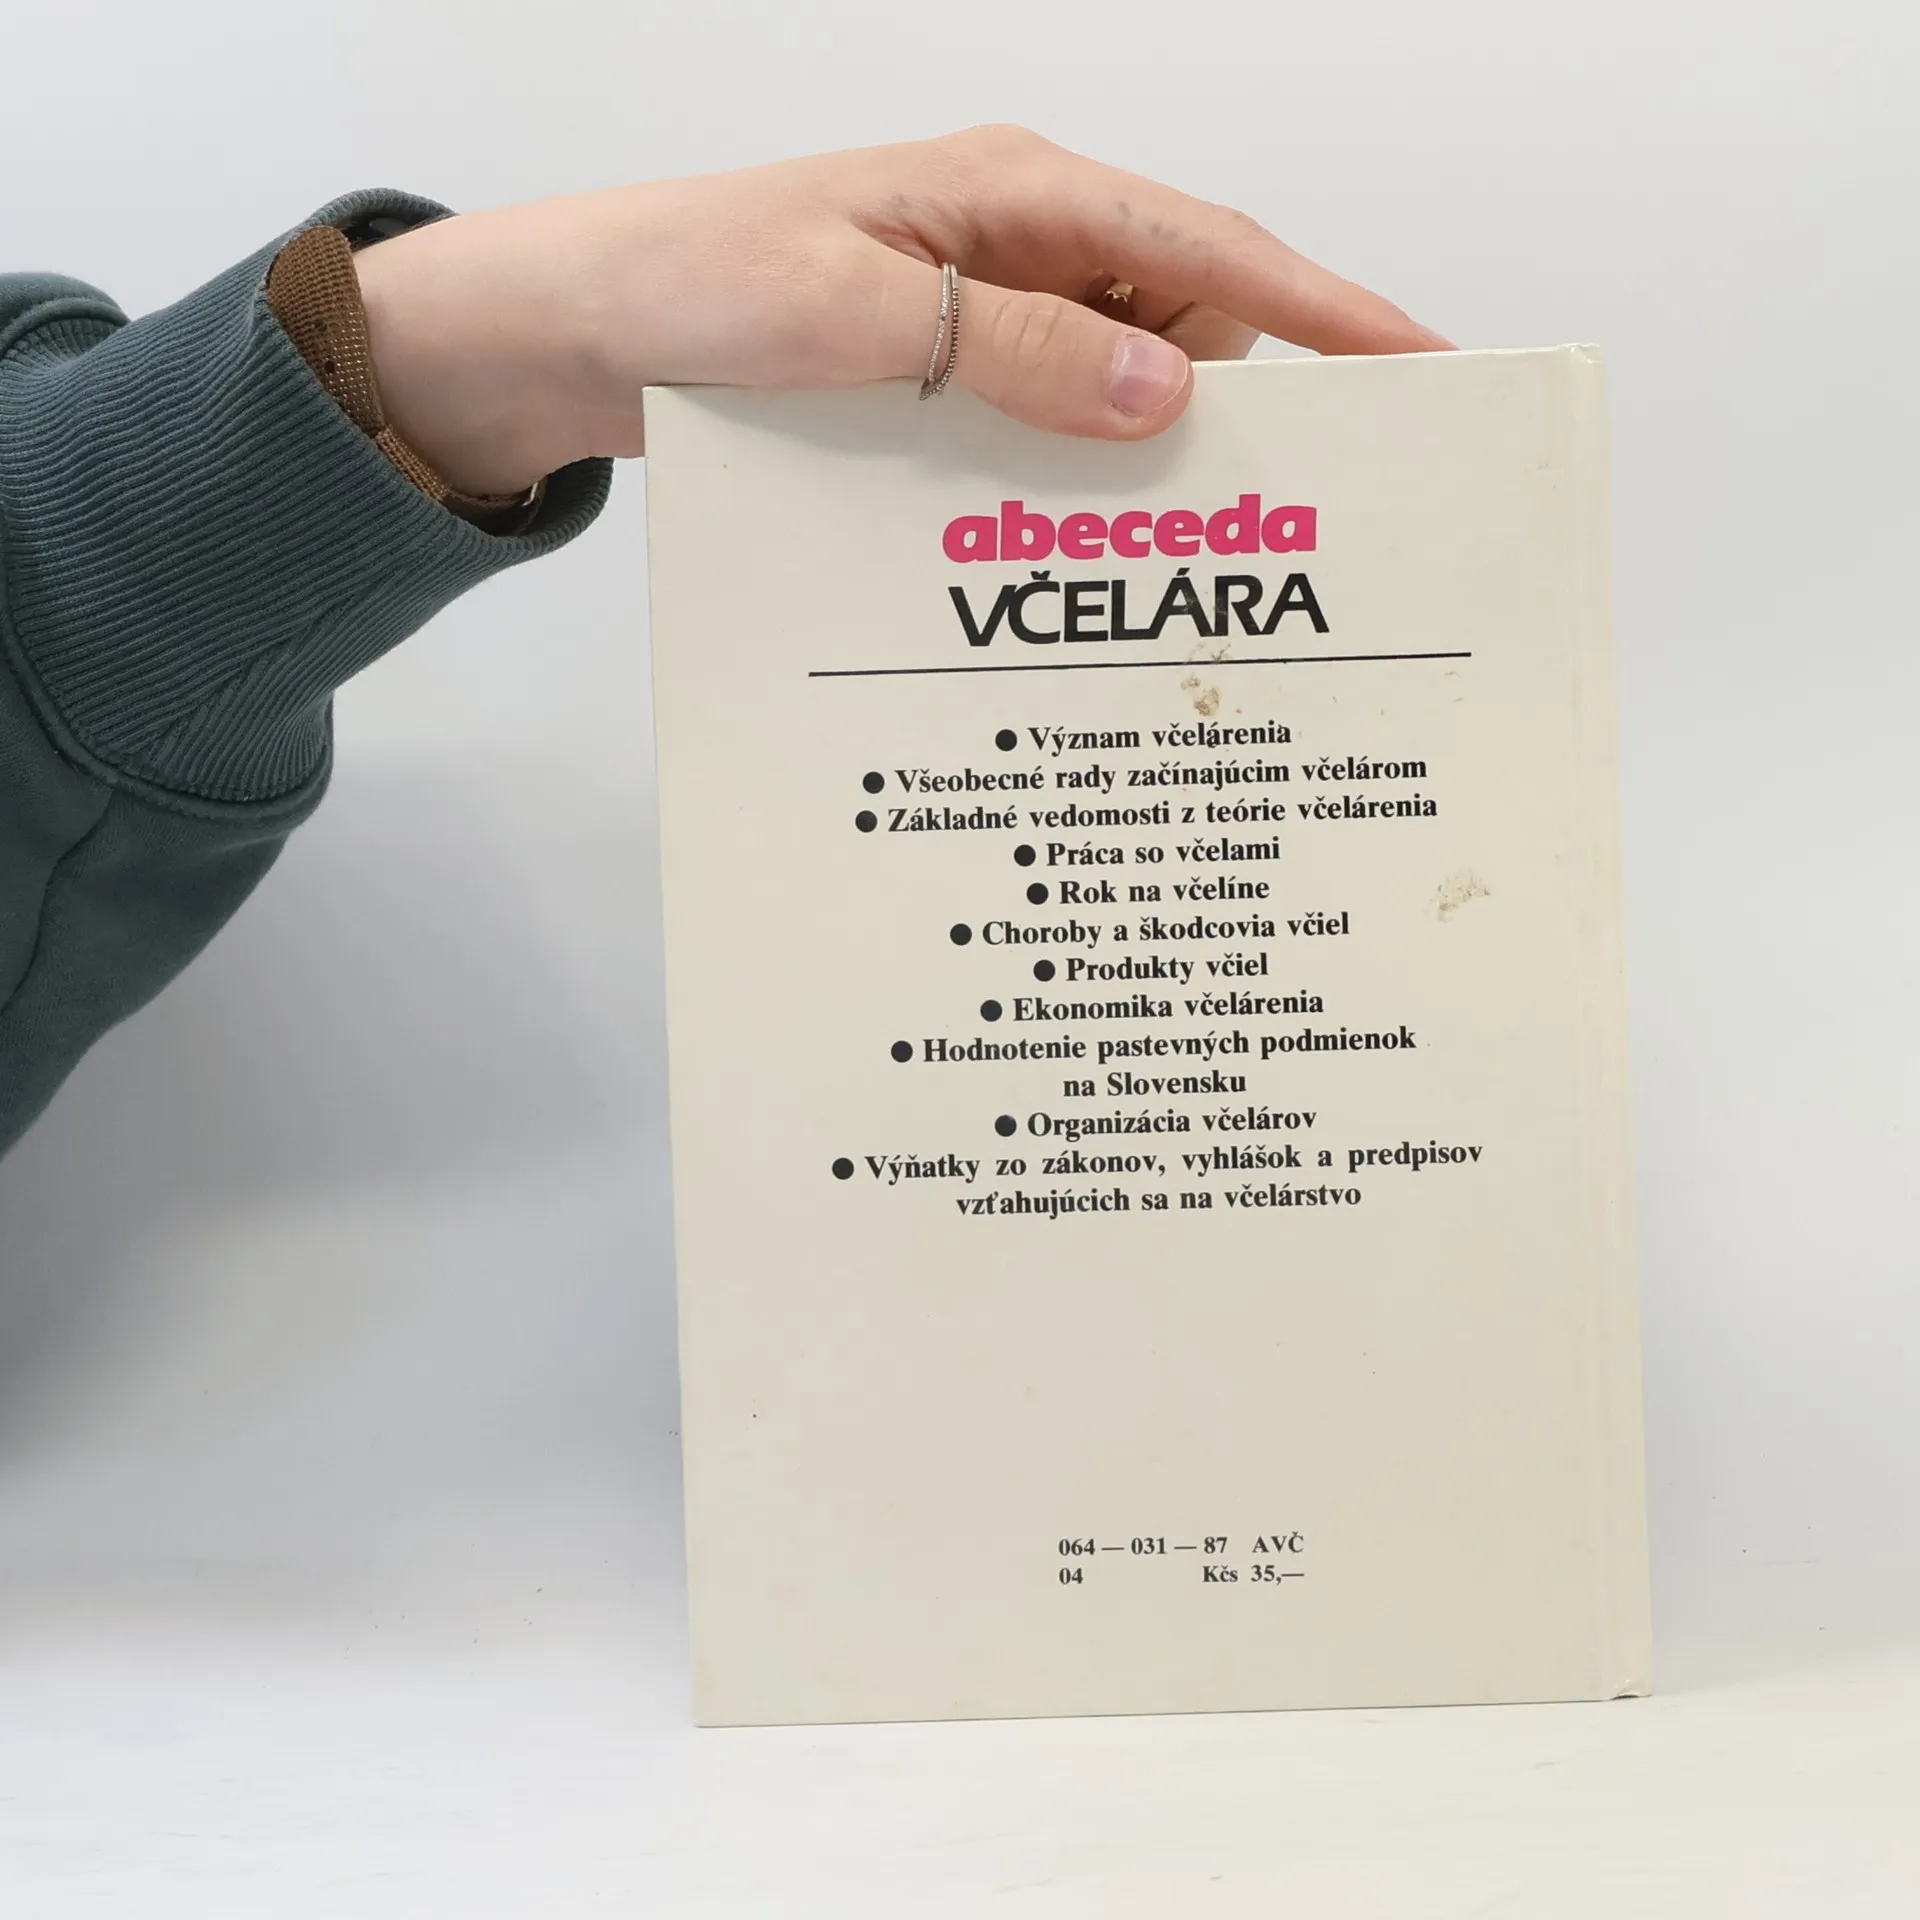 abeceda
VČELÁRA
● Význam včelárenia
● Všeobecné rady začínajúcim včelárom
● Základné vedomosti z teórie včelárenia
● Práca so včelami
● Rok na včelíne
● Choroby a škodcovia včiel
● Produkty včiel
● Ekonomika včelárenia
● Hodnotenie pastevných podmienok
na Slovensku
● Organizácia včelárov
● Výňatky zo zákonov, vyhlášok a predpisov
vzťahujúcich sa na včelárstvo
064 — 031 — 87 AVČ
04 Kčs 35,—